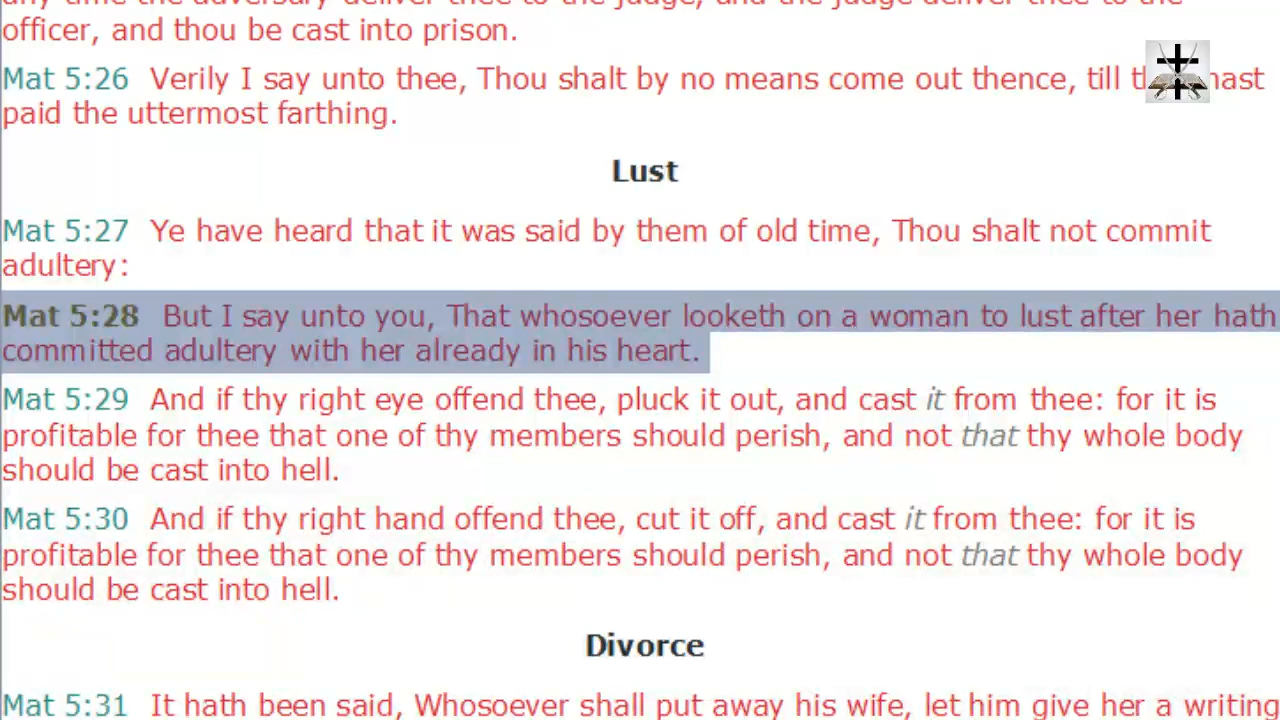 officer, and thou be cast into prison.
Mat 5:26 Verily I say unto thee, Thou shalt by no means come out thence, till
paid the uttermost farthing.
Lust
Mat 5:27 Ye have heard that it was said by them of old time, Thou shalt not commit
adultery:
Mat 5:28 But I say unto you, That whosoever looketh on a woman to lust after her hath
committed adultery with her already in his heart.
Mat 5:29 And if thy right eye offend thee, pluck it out, and cast it from thee: for it is
profitable for thee that one of thy members should perish, and not that thy whole body
should be cast into hell.
Mat 5:30 And if thy right hand offend thee, cut it off, and cast it from thee: for it is
profitable for thee that one of thy members should perish, and not that thy whole body
should be cast into hell.
Divorce
Mat 5:31 It hath been said, Whosoever shall put away his wife, let him give her a writing